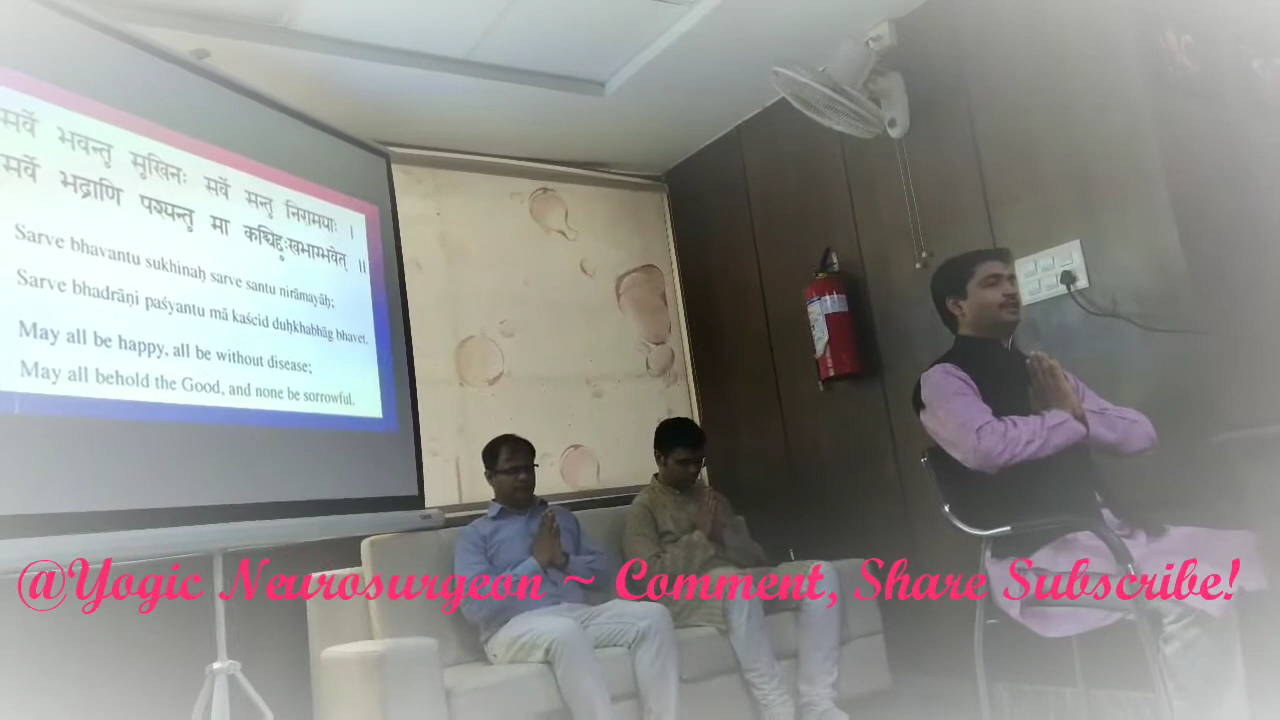 सर्वे भवन्तु सुखिनः सर्वे सन्तु निरामयाः ।
सर्वे भद्राणि पश्यन्तु मा कश्चिद्दुःखभाग्भवेत् ॥
Sarve bhavantu sukhinaḥ sarve santu nirāmayāḥ;
Sarve bhadrāṇi paśyantu mā kaścid duḥkhabhāg bhavet.
May all be happy, all be without disease;
May all behold the Good, and none be sorrowful.
@Yogic Neurosurgeon ~ Comment, Share Subscribe!